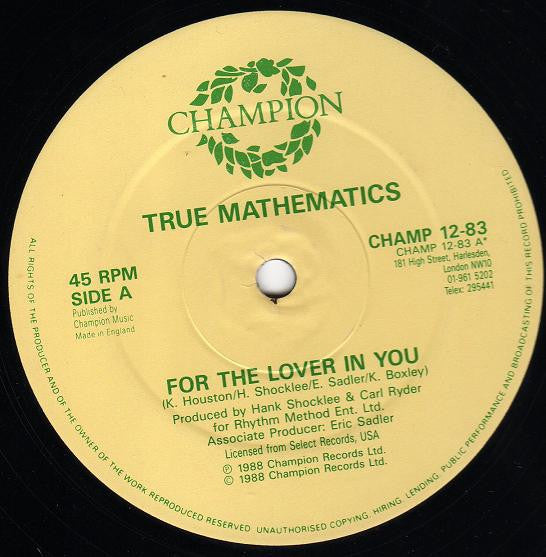 CHAMPION
TRUE MATHEMATICS
45 RPM
SIDE A
Published by
Champion Music
Made in England
CHAMP 12-83
CHAMP 12-83 A*
181 High Street, Harlesden,
London NW10
01-961 5202
Telex: 295441
FOR THE LOVER IN YOU
(K. Houston/H. Shocklee/E. Sadler/K. Boxley)
Produced by Hank Shocklee & Carl Ryder
for Rhythm Method Ent. Ltd.
Associate Producer: Eric Sadler
Licensed from Select Records, USA
℗ 1988 Champion Records Ltd.
© 1988 Champion Records Ltd.
ALL RIGHTS OF THE PRODUCER AND OF THE OWNER OF THE WORK REPRODUCED RESERVED UNAUTHORISED COPYING, HIRING, LENDING, PUBLIC PERFORMANCE AND BROADCASTING OF THIS RECORD PROHIBITED